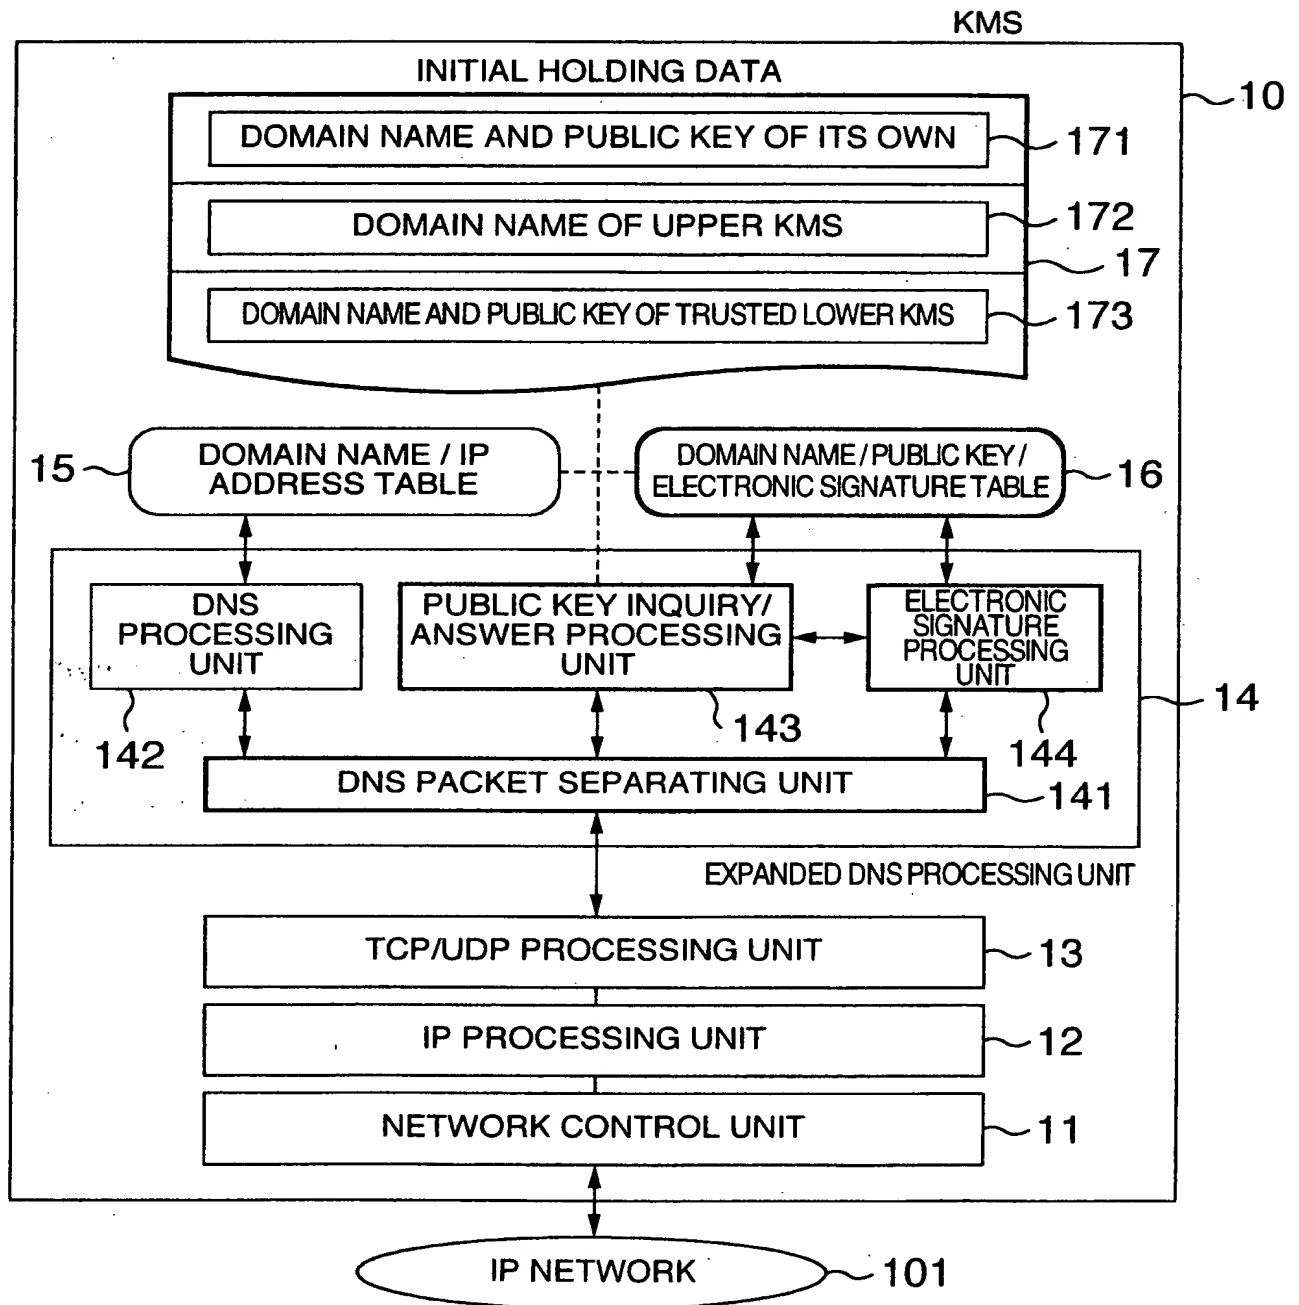 KMS
INITIAL HOLDING DATA
10
DOMAIN NAME AND PUBLIC KEY OF ITS OWN
171
DOMAIN NAME OF UPPER KMS
172
17
DOMAIN NAME AND PUBLIC KEY OF TRUSTED LOWER KMS
173
15
DOMAIN NAME / IP
ADDRESS TABLE
DOMAIN NAME / PUBLIC KEY /
ELECTRONIC SIGNATURE TABLE
16
DNS
PROCESSING
UNIT
PUBLIC KEY INQUIRY/
ANSWER PROCESSING
UNIT
ELECTRONIC
SIGNATURE
PROCESSING
UNIT
14
142
143
144
DNS PACKET SEPARATING UNIT
141
EXPANDED DNS PROCESSING UNIT
TCP/UDP PROCESSING UNIT
13
IP PROCESSING UNIT
12
NETWORK CONTROL UNIT
11
IP NETWORK
101